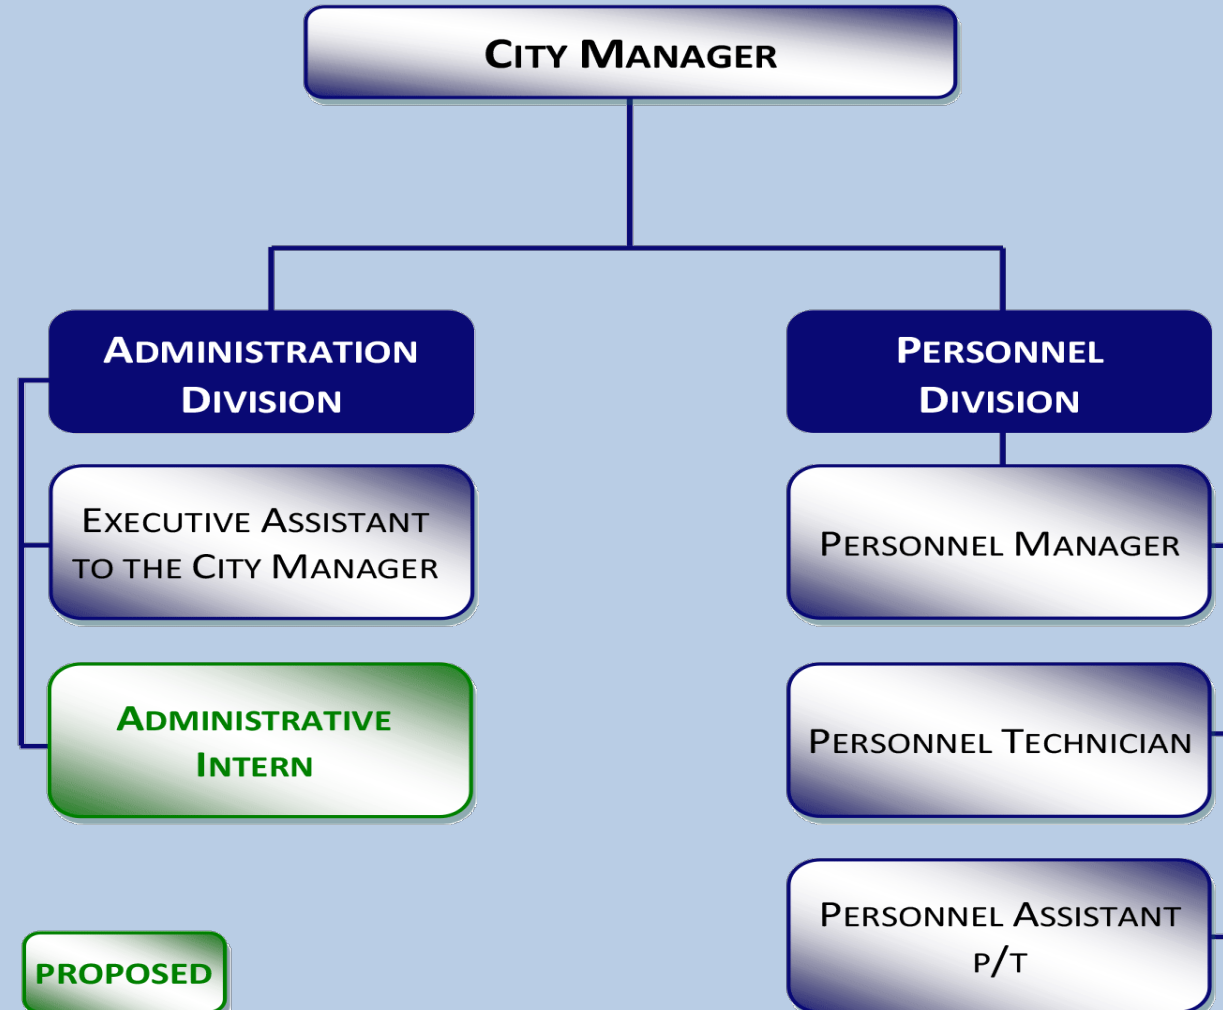 CITY MANAGER
ADMINISTRATION
DIVISION
EXECUTIVE ASSISTANT
TO THE CITY MANAGER
ADMINISTRATIVE
INTERN
PROPOSED
PERSONNEL
DIVISION
PERSONNEL MANAGER
PERSONNEL TECHNICIAN
PERSONNEL ASSISTANT
P/T